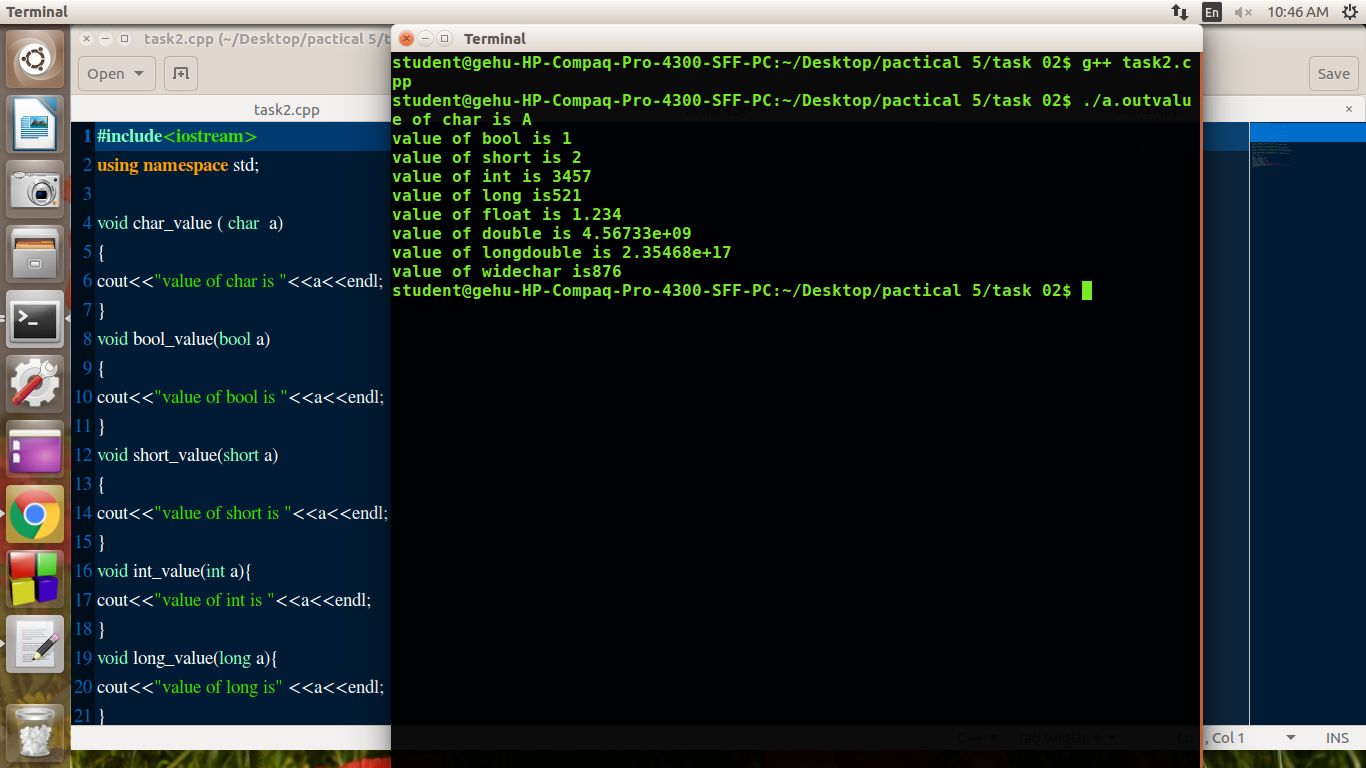 Terminal
En
10:46 AM
task2.cpp (~/Desktop/pactical 5/t
Terminal
Open
Save
task2.cpp
1 #include<iostream>
2 using namespace std;
3
4 void char_value ( char  a)
5 {
6 cout<<"value of char is "<<a<<endl;
7 }
8 void bool_value(bool a)
9 {
10 cout<<"value of bool is "<<a<<endl;
11 }
12 void short_value(short a)
13 {
14 cout<<"value of short is "<<a<<endl;
15 }
16 void int_value(int a){
17 cout<<"value of int is "<<a<<endl;
18 }
19 void long_value(long a){
20 cout<<"value of long is" <<a<<endl;
21 }
student@gehu-HP-Compaq-Pro-4300-SFF-PC:~/Desktop/pactical 5/task 02$ g++ task2.c
pp
student@gehu-HP-Compaq-Pro-4300-SFF-PC:~/Desktop/pactical 5/task 02$ ./a.outvalu
e of char is A
value of bool is 1
value of short is 2
value of int is 3457
value of long is521
value of float is 1.234
value of double is 4.56733e+09
value of longdouble is 2.35468e+17
value of widechar is876
student@gehu-HP-Compaq-Pro-4300-SFF-PC:~/Desktop/pactical 5/task 02$
C++
Tab Width: 4
, Col 1
INS